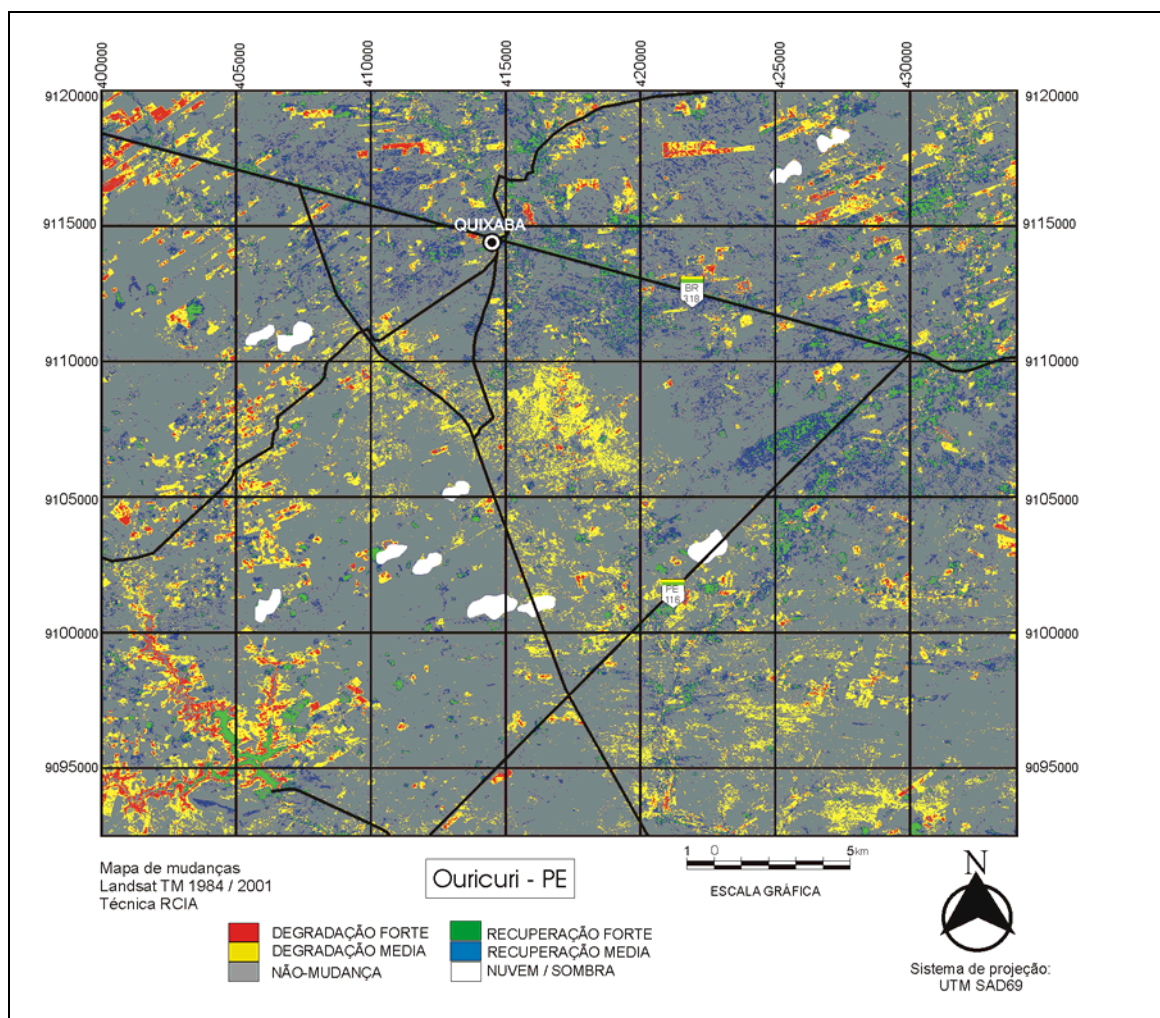 400000
405000
410000
415000
420000
425000
430000
9120000
9120000
9115000
9115000
QUIXABA
BR
318
9110000
9110000
9105000
9105000
PE
116
9100000
9100000
9095000
9095000
Mapa de mudanças
Landsat TM 1984 / 2001
Técnica RCIA
Ouricuri - PE
1 0 5km
ESCALA GRÁFICA
N
DEGRADAÇÃO FORTE
DEGRADAÇÃO MEDIA
NÃO-MUDANÇA
RECUPERAÇÃO FORTE
RECUPERAÇÃO MEDIA
NUVEM / SOMBRA
Sistema de projeção:
UTM SAD69